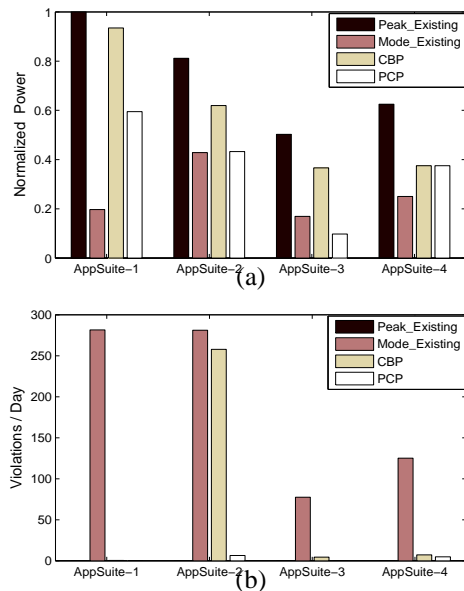 1
0.8
0.6
0.4
0.2
0
Normalized Power
Peak_Existing
Mode_Existing
CBP
PCP
AppSuite−1 AppSuite−2 AppSuite−3 AppSuite−4
(a)
300
250
200
150
100
50
0
Violations / Day
Peak_Existing
Mode_Existing
CBP
PCP
AppSuite−1 AppSuite−2 AppSuite−3 AppSuite−4
(b)